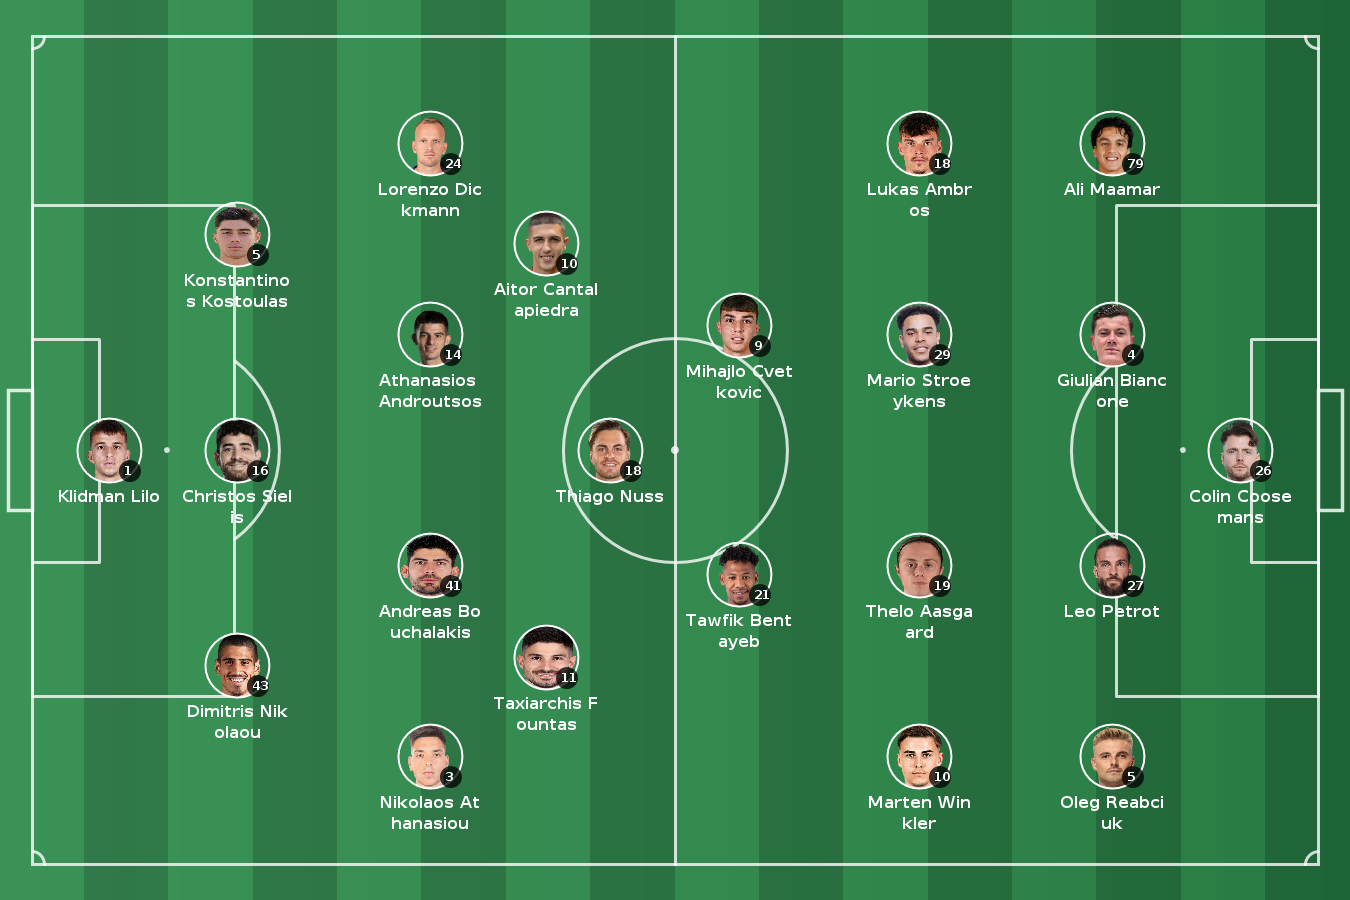 24
Lorenzo Dic
kmann
18
Lukas Ambr
os
79
Ali Maamar
5
Konstantino
s Kostoulas
10
Aitor Cantal
apiedra
14
Athanasios
Androutsos
9
Mihajlo Cvet
kovic
29
Mario Stroe
ykens
4
Giulian Bianc
one
1
Klidman Lilo
16
Christos Siel
is
18
Thiago Nuss
26
Colin Coose
mans
41
Andreas Bo
uchalakis
21
Tawfik Bent
ayeb
19
Thelo Aasga
ard
27
Leo Petrot
43
Dimitris Nik
olaou
11
Taxiarchis F
ountas
3
Nikolaos At
hanasiou
10
Marten Win
kler
5
Oleg Reabci
uk